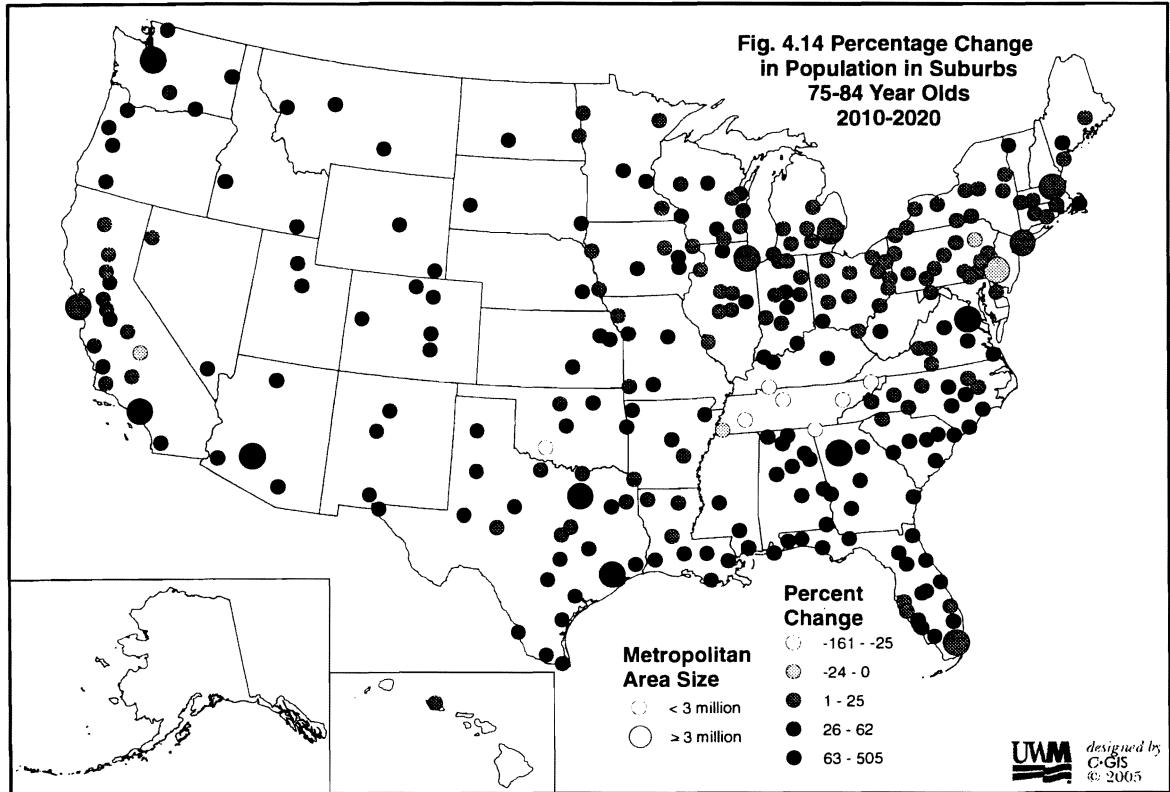 Fig. 4.14 Percentage Change
in Population in Suburbs
75-84 Year Olds
2010-2020
Metropolitan
Area Size
< 3 million
≥ 3 million
Percent
Change
-161 - -25
-24 - 0
1 - 25
26 - 62
63 - 505
UWM
designed by
C•GIS
© 2005